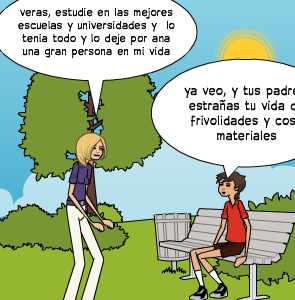 veras, estudie en las mejores
escuelas y universidades y lo
tenia todo y lo deje por ana
una gran persona en mi vida
ya veo, y tus padre
estrañas tu vida d
frivolidades y cos
materiales